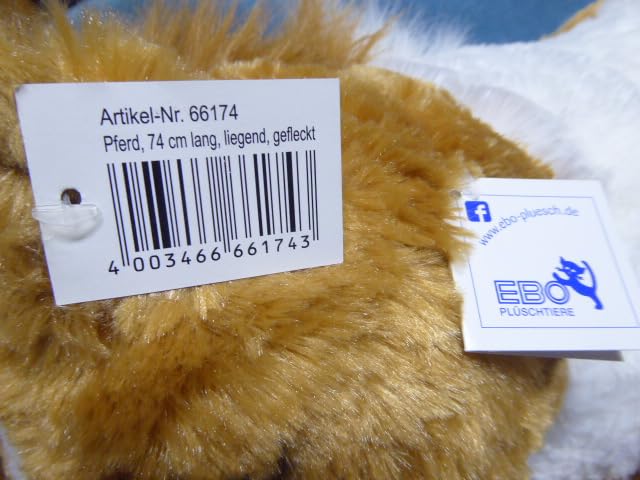 Artikel-Nr. 66174
Pferd, 74 cm lang, liegend, gefleckt
4 003466 661743
f
www.ebo-pluesch.de
EBO
PLÜSCHTIERE